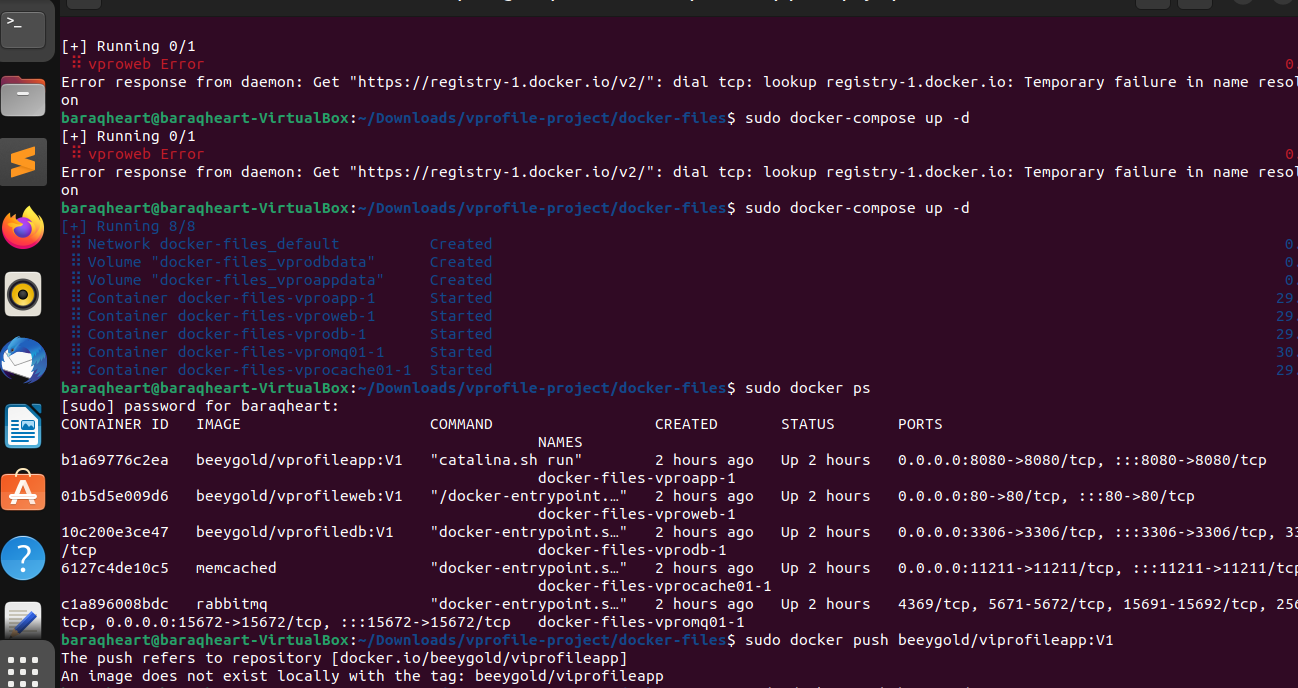 [+] Running 0/1
⠿ vproweb Error 0.
Error response from daemon: Get "https://registry-1.docker.io/v2/": dial tcp: lookup registry-1.docker.io: Temporary failure in name resol
on
baraqheart@baraqheart-VirtualBox:~/Downloads/vprofile-project/docker-files$ sudo docker-compose up -d
[+] Running 0/1
⠿ vproweb Error 0.
Error response from daemon: Get "https://registry-1.docker.io/v2/": dial tcp: lookup registry-1.docker.io: Temporary failure in name resol
on
baraqheart@baraqheart-VirtualBox:~/Downloads/vprofile-project/docker-files$ sudo docker-compose up -d
[+] Running 8/8
⠿ Network docker-files_default Created 0.
⠿ Volume "docker-files_vprodbdata" Created 0.
⠿ Volume "docker-files_vproappdata" Created 0.
⠿ Container docker-files-vproapp-1 Started 29.
⠿ Container docker-files-vproweb-1 Started 29.
⠿ Container docker-files-vprodb-1 Started 29.
⠿ Container docker-files-vpromq01-1 Started 30.
⠿ Container docker-files-vprocache01-1 Started 29.
baraqheart@baraqheart-VirtualBox:~/Downloads/vprofile-project/docker-files$ sudo docker ps
[sudo] password for baraqheart:
CONTAINER ID IMAGE COMMAND CREATED STATUS PORTS
NAMES
b1a69776c2ea beeygold/vprofileapp:V1 "catalina.sh run" 2 hours ago Up 2 hours 0.0.0.0:8080->8080/tcp, :::8080->8080/tcp
docker-files-vproapp-1
01b5d5e009d6 beeygold/vprofileweb:V1 "/docker-entrypoint.…" 2 hours ago Up 2 hours 0.0.0.0:80->80/tcp, :::80->80/tcp
docker-files-vproweb-1
10c200e3ce47 beeygold/vprofiledb:V1 "docker-entrypoint.s…" 2 hours ago Up 2 hours 0.0.0.0:3306->3306/tcp, :::3306->3306/tcp, 33
/tcp docker-files-vprodb-1
6127c4de10c5 memcached "docker-entrypoint.s…" 2 hours ago Up 2 hours 0.0.0.0:11211->11211/tcp, :::11211->11211/tcp
docker-files-vprocache01-1
c1a896008bdc rabbitmq "docker-entrypoint.s…" 2 hours ago Up 2 hours 4369/tcp, 5671-5672/tcp, 15691-15692/tcp, 256
tcp, 0.0.0.0:15672->15672/tcp, :::15672->15672/tcp docker-files-vpromq01-1
baraqheart@baraqheart-VirtualBox:~/Downloads/vprofile-project/docker-files$ sudo docker push beeygold/viprofileapp:V1
The push refers to repository [docker.io/beeygold/viprofileapp]
An image does not exist locally with the tag: beeygold/viprofileapp